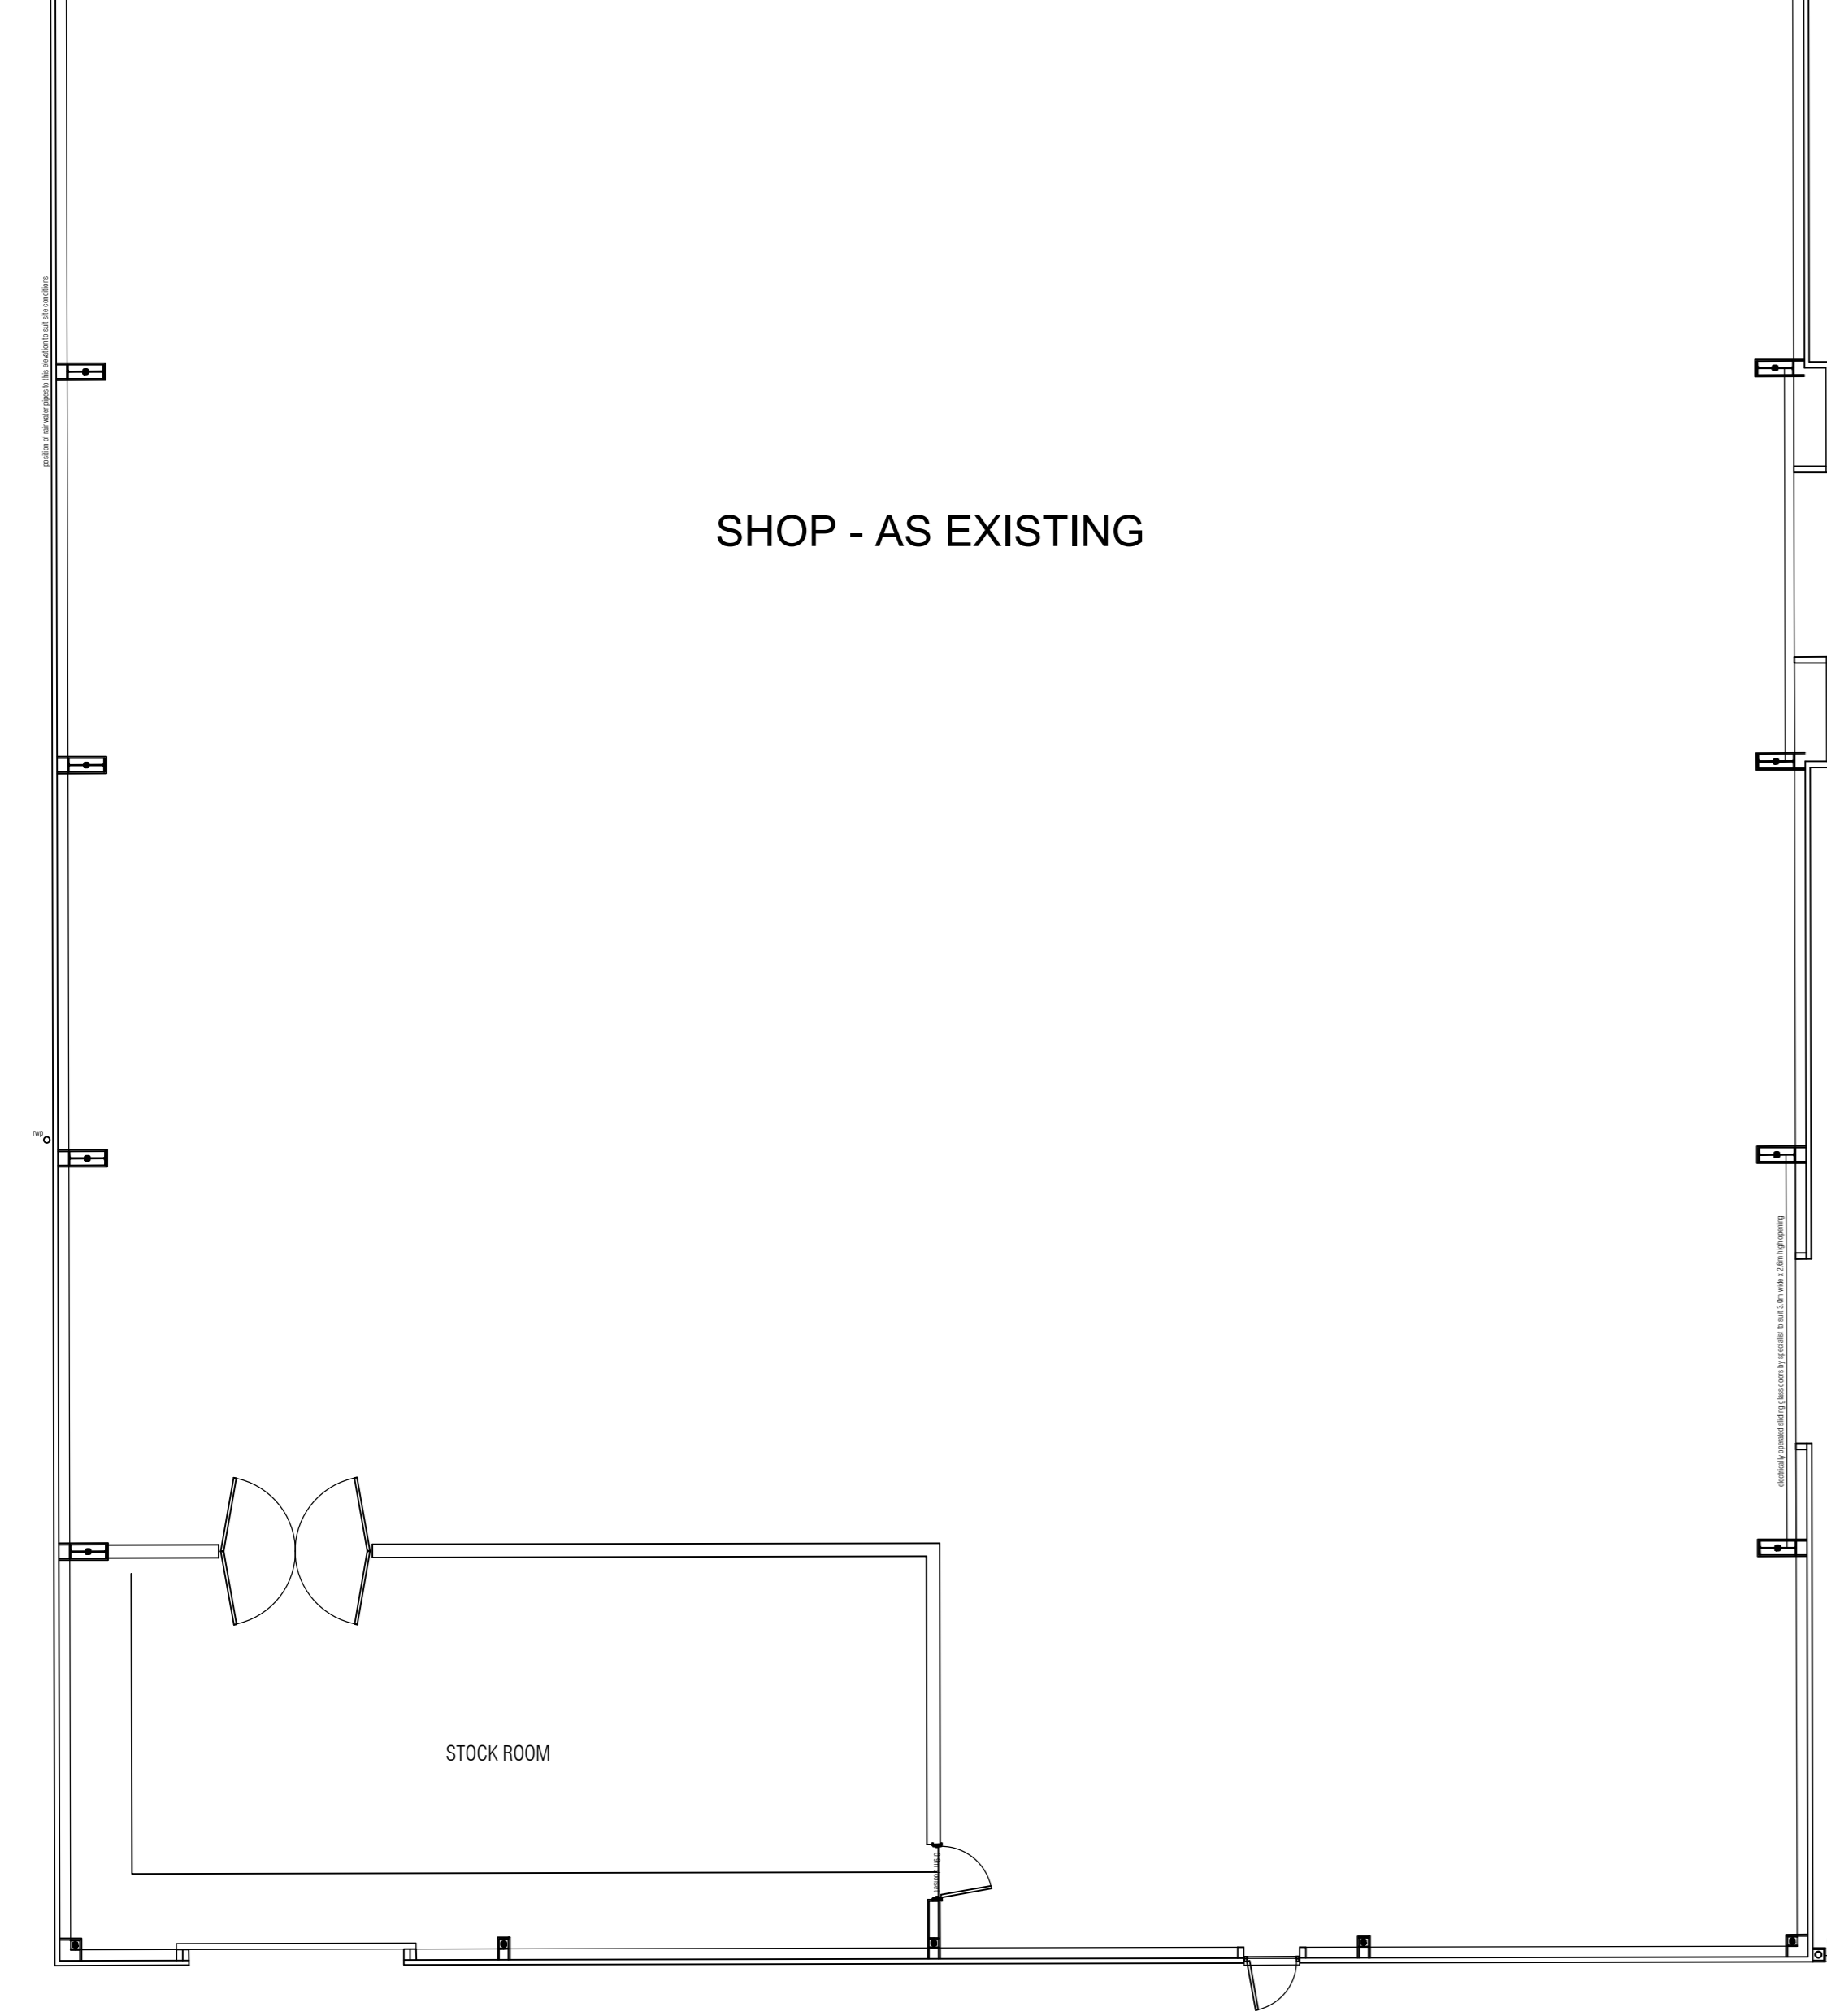 position of rainwater pipes to this elevation to suit site conditions
SHOP - AS EXISTING
rwp
electrically operated sliding glass doors by specialist to suit 3.0m wide x 2.6m high opening
STOCK ROOM